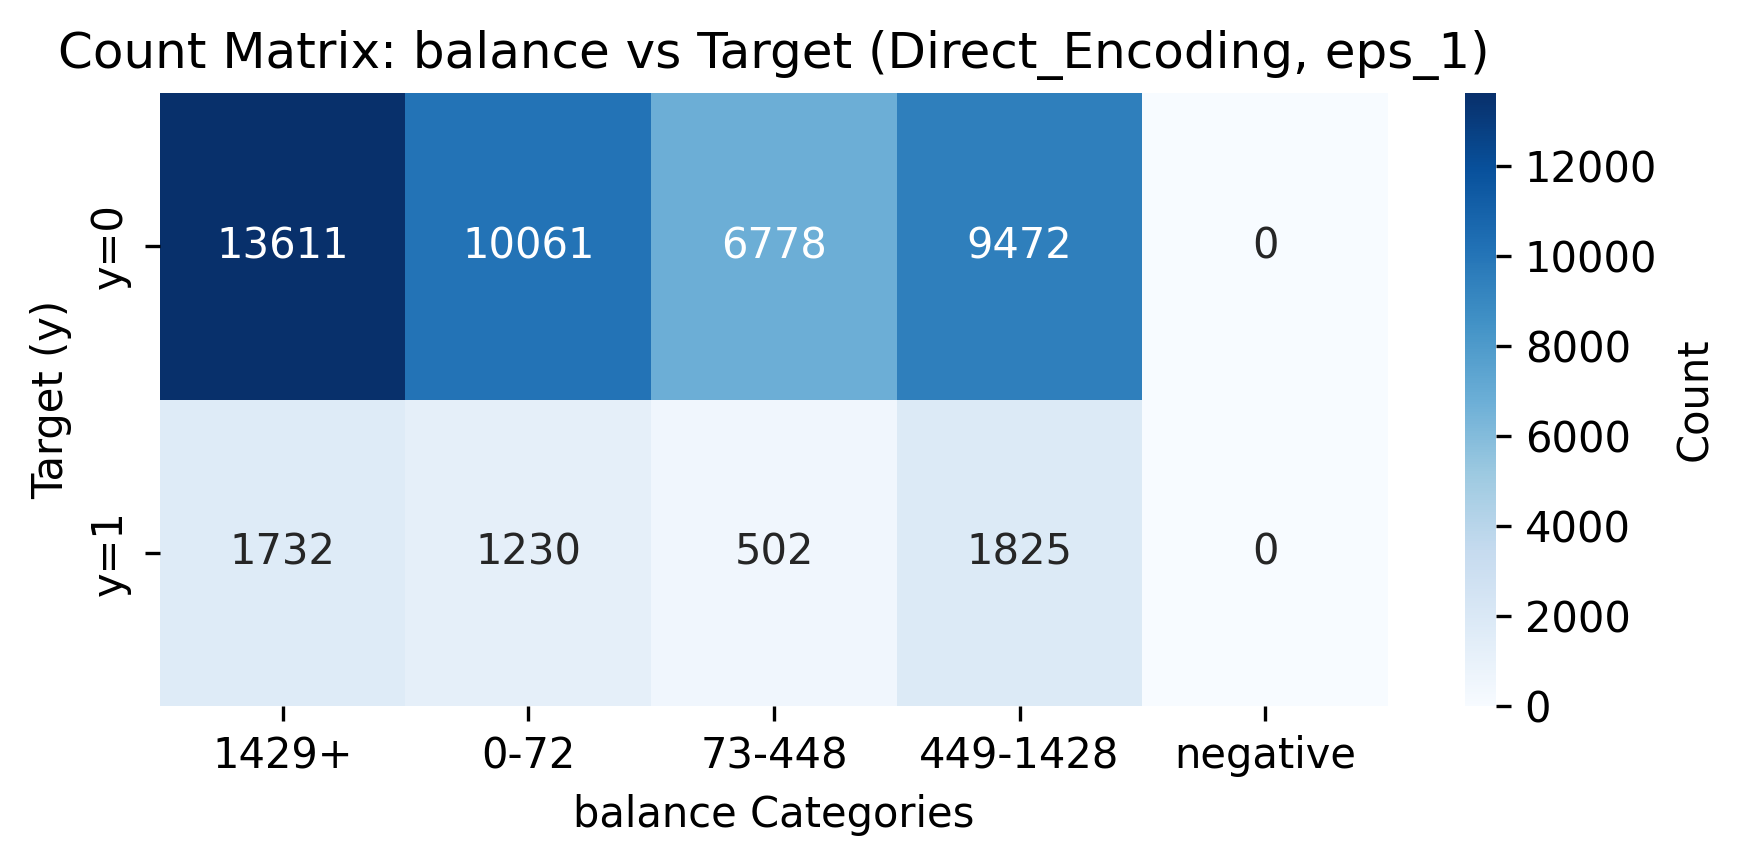 Count Matrix: balance vs Target (Direct_Encoding, eps_1)
Target (y)
y=0
13611 10061 6778 9472 0
y=1
1732 1230 502 1825 0
1429+ 0-72 73-448 449-1428 negative
balance Categories
12000
10000
8000
6000
4000
2000
0
Count